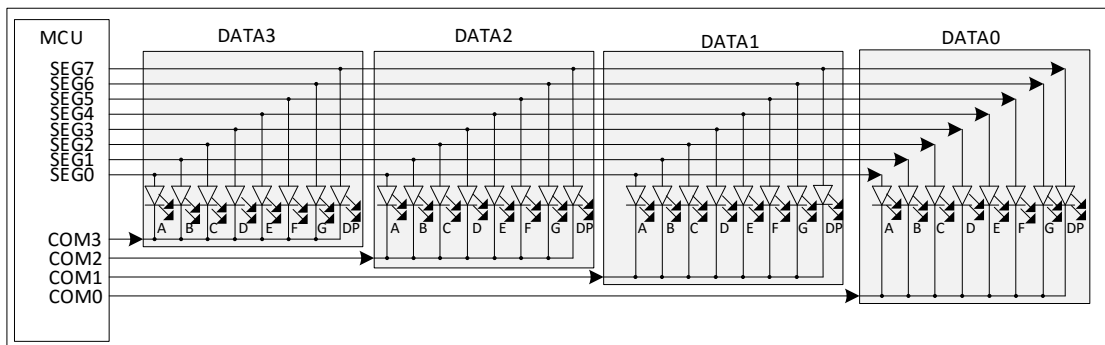 MCU
DATA3 DATA2 DATA1 DATA0
SEG7
SEG6
SEG5
SEG4
SEG3
SEG2
SEG1
SEG0
A B C D E F G DP A B C D E F G DP A B C D E F G DP A B C D E F G DP
COM3
COM2
COM1
COM0